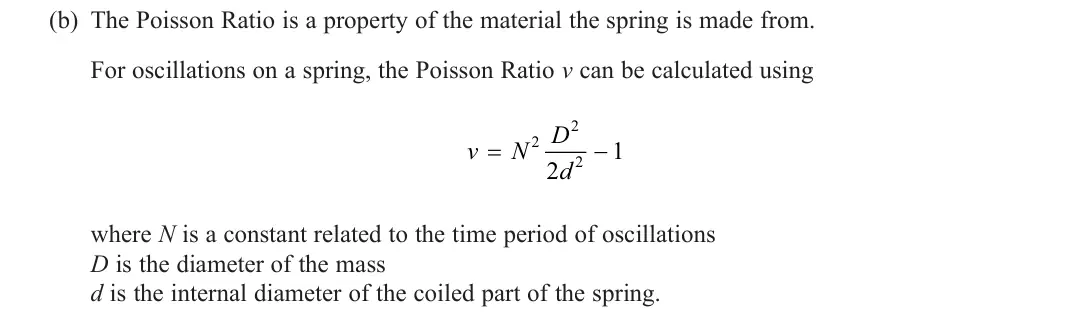 (b) The Poisson Ratio is a property of the material the spring is made from.
For oscillations on a spring, the Poisson Ratio v can be calculated using
v = N² D²/2d² − 1
where N is a constant related to the time period of oscillations
D is the diameter of the mass
d is the internal diameter of the coiled part of the spring.